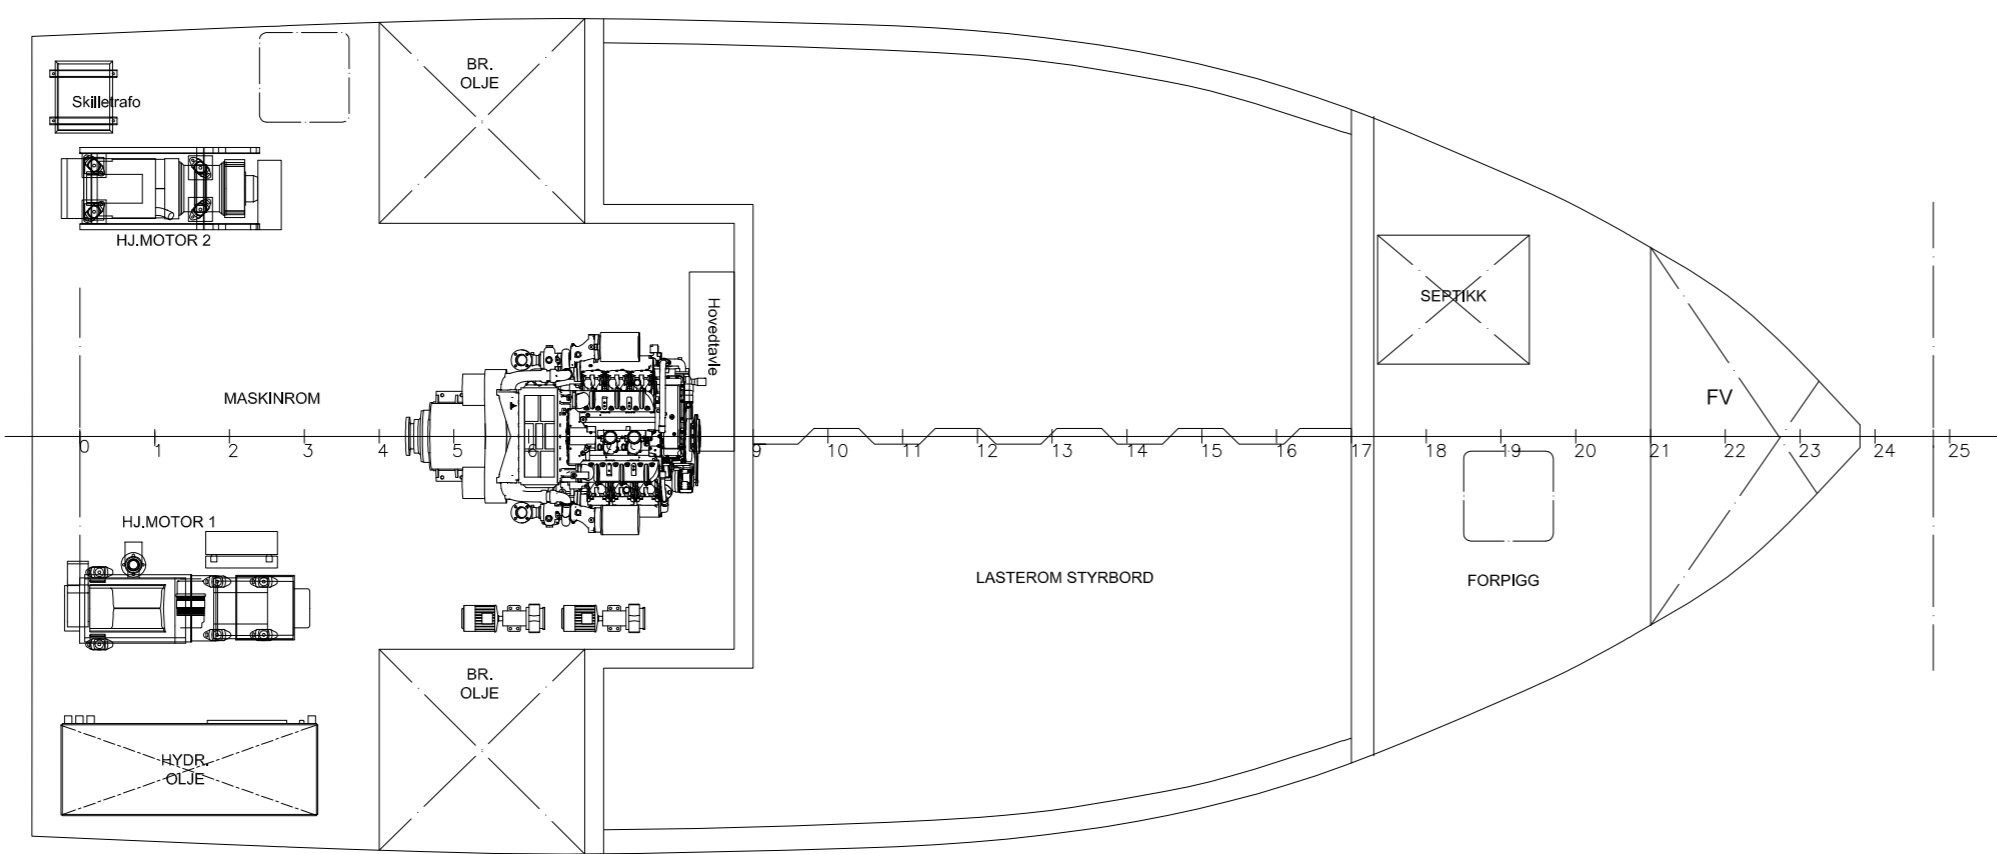 BR.
OLJE
Skilletrafo
HJ.MOTOR 2
SEPTIKK
Hovedtavle
MASKINROM
FV
0 1 2 3 4 5 6 9 10 11 12 13 14 15 16 17 18 19 20 21 22 23 24 25
HJ.MOTOR 1
LASTEROM STYRBORD
FORPIGG
BR.
OLJE
HYDR.
OLJE